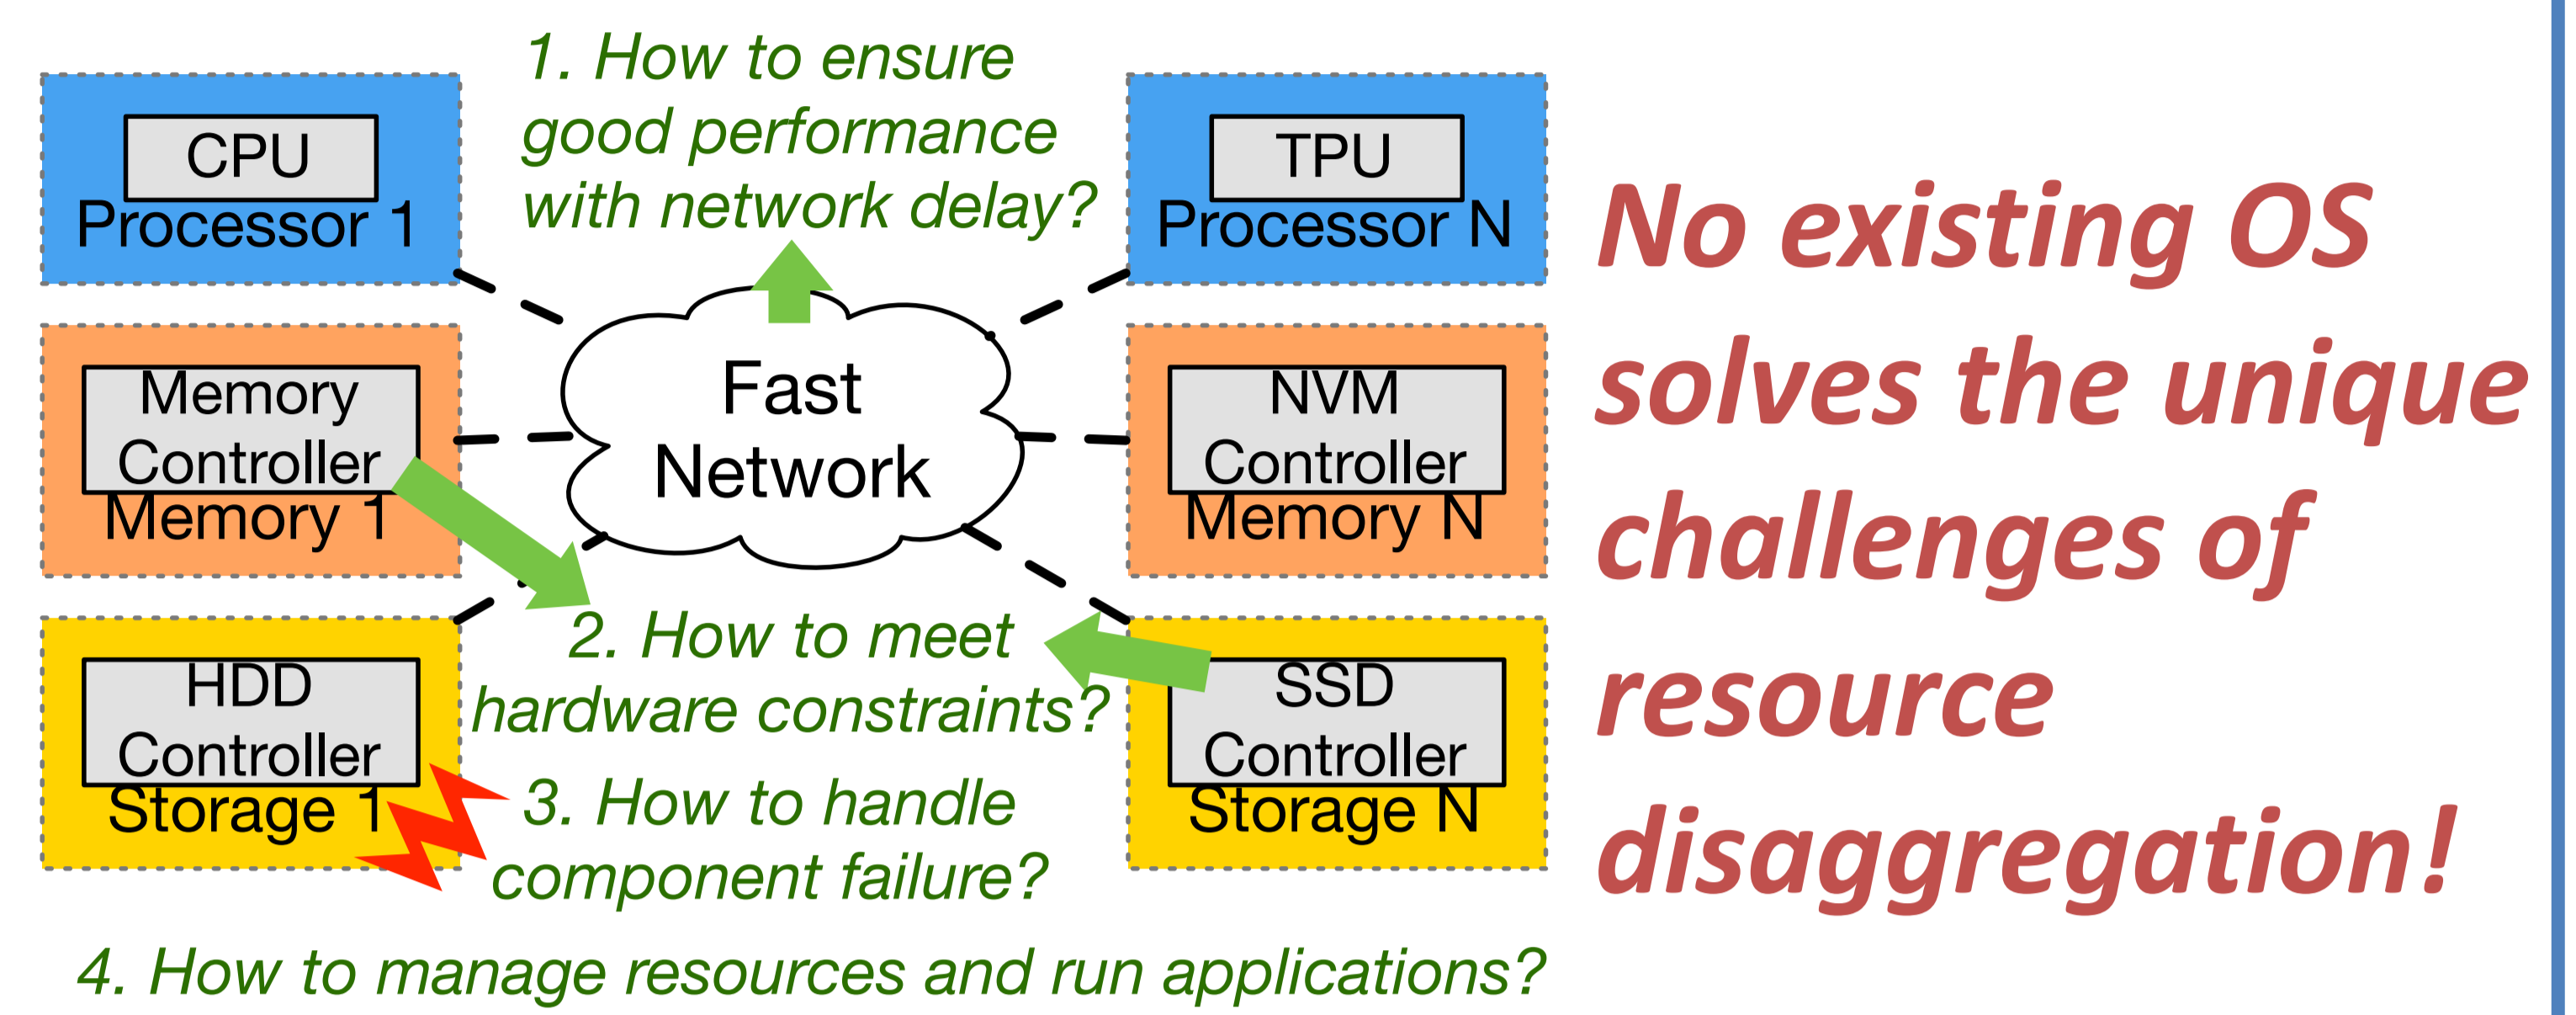 1. How to ensure
good performance
with network delay?
CPU
Processor 1
TPU
Processor N
Memory
Controller
Memory 1
Fast
Network
NVM
Controller
Memory N
HDD
Controller
Storage 1
2. How to meet
hardware constraints?
SSD
Controller
Storage N
3. How to handle
component failure?
4. How to manage resources and run applications?
No existing OS
solves the unique
challenges of
resource
disaggregation!